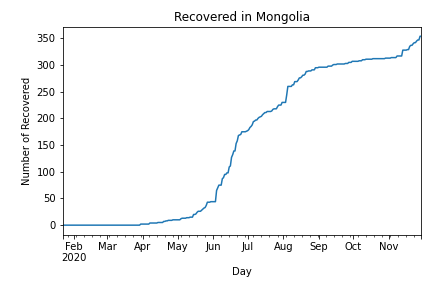 Recovered in Mongolia
Number of Recovered
350
300
250
200
150
100
50
0
Feb Mar Apr May Jun Jul Aug Sep Oct Nov
2020
Day